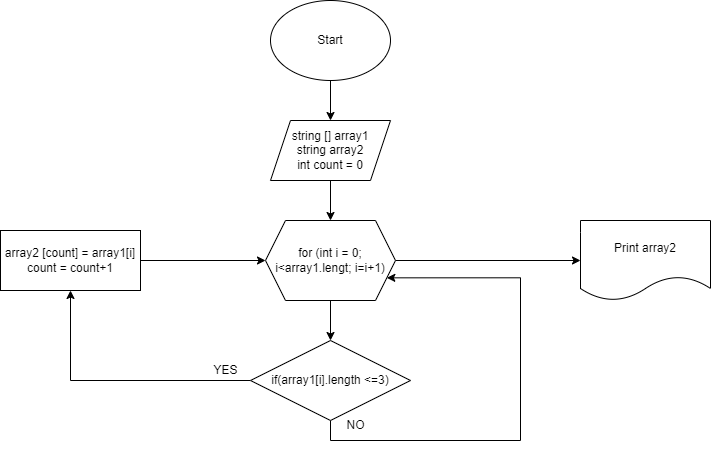 Start
string [] array1
string array2
int count = 0
for (int i = 0;
i<array1.lengt; i=i+1)
Print array2
array2 [count] = array1[i]
count = count+1
if(array1[i].length <=3)
YES
NO